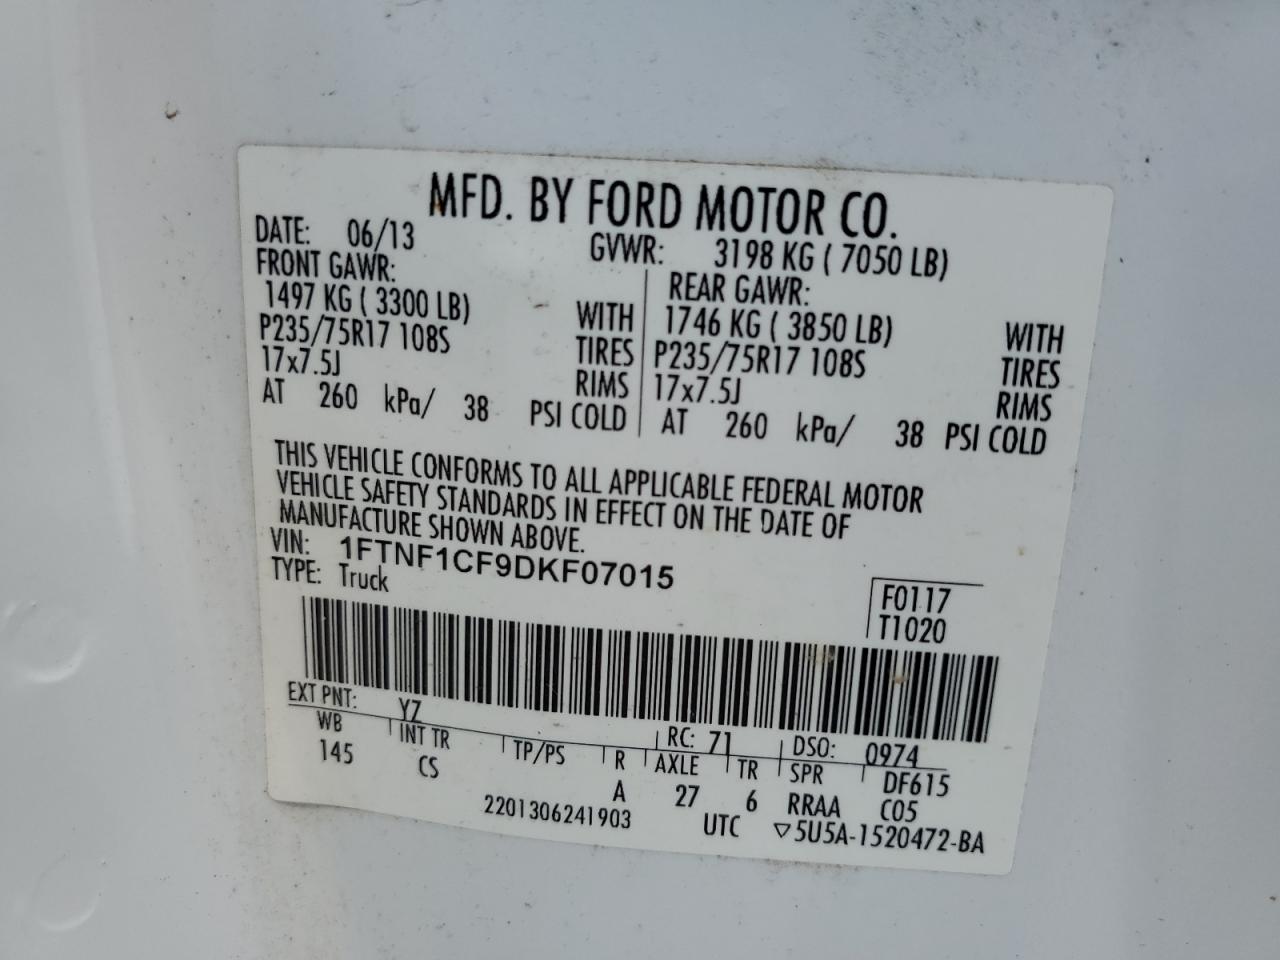 MFD. BY FORD MOTOR CO.
DATE: 06/13 GVWR: 3198 KG ( 7050 LB)
FRONT GAWR: REAR GAWR:
1497 KG ( 3300 LB) WITH 1746 KG ( 3850 LB) WITH
P235/75R17 108S TIRES P235/75R17 108S TIRES
17x7.5J RIMS 17x7.5J RIMS
AT 260 kPa/ 38 PSI COLD AT 260 kPa/ 38 PSI COLD
THIS VEHICLE CONFORMS TO ALL APPLICABLE FEDERAL MOTOR
VEHICLE SAFETY STANDARDS IN EFFECT ON THE DATE OF
MANUFACTURE SHOWN ABOVE.
VIN: 1FTNF1CF9DKF07015
TYPE: Truck F0117
T1020
EXT PNT: YZ RC: 71 DSO: 0974
WB INT TR TP/PS R AXLE TR SPR DF615
145 CS A 27 6 RRAA C05
2201306241903 UTC ▽5U5A-1520472-BA